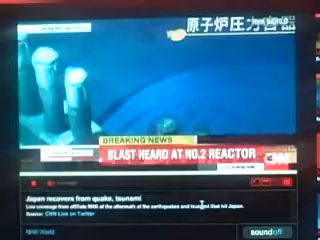 原子炉圧力容器
NHK WORLD
BREAKING NEWS
BLAST HEARD AT NO.2 REACTOR
CNN
Japan recovers from quake, tsunami
Live coverage from affiliate NHK of the aftermath of the earthquakes and tsunami that hit Japan.
Source: CNN Live on Twitter
NHK World
soundoff